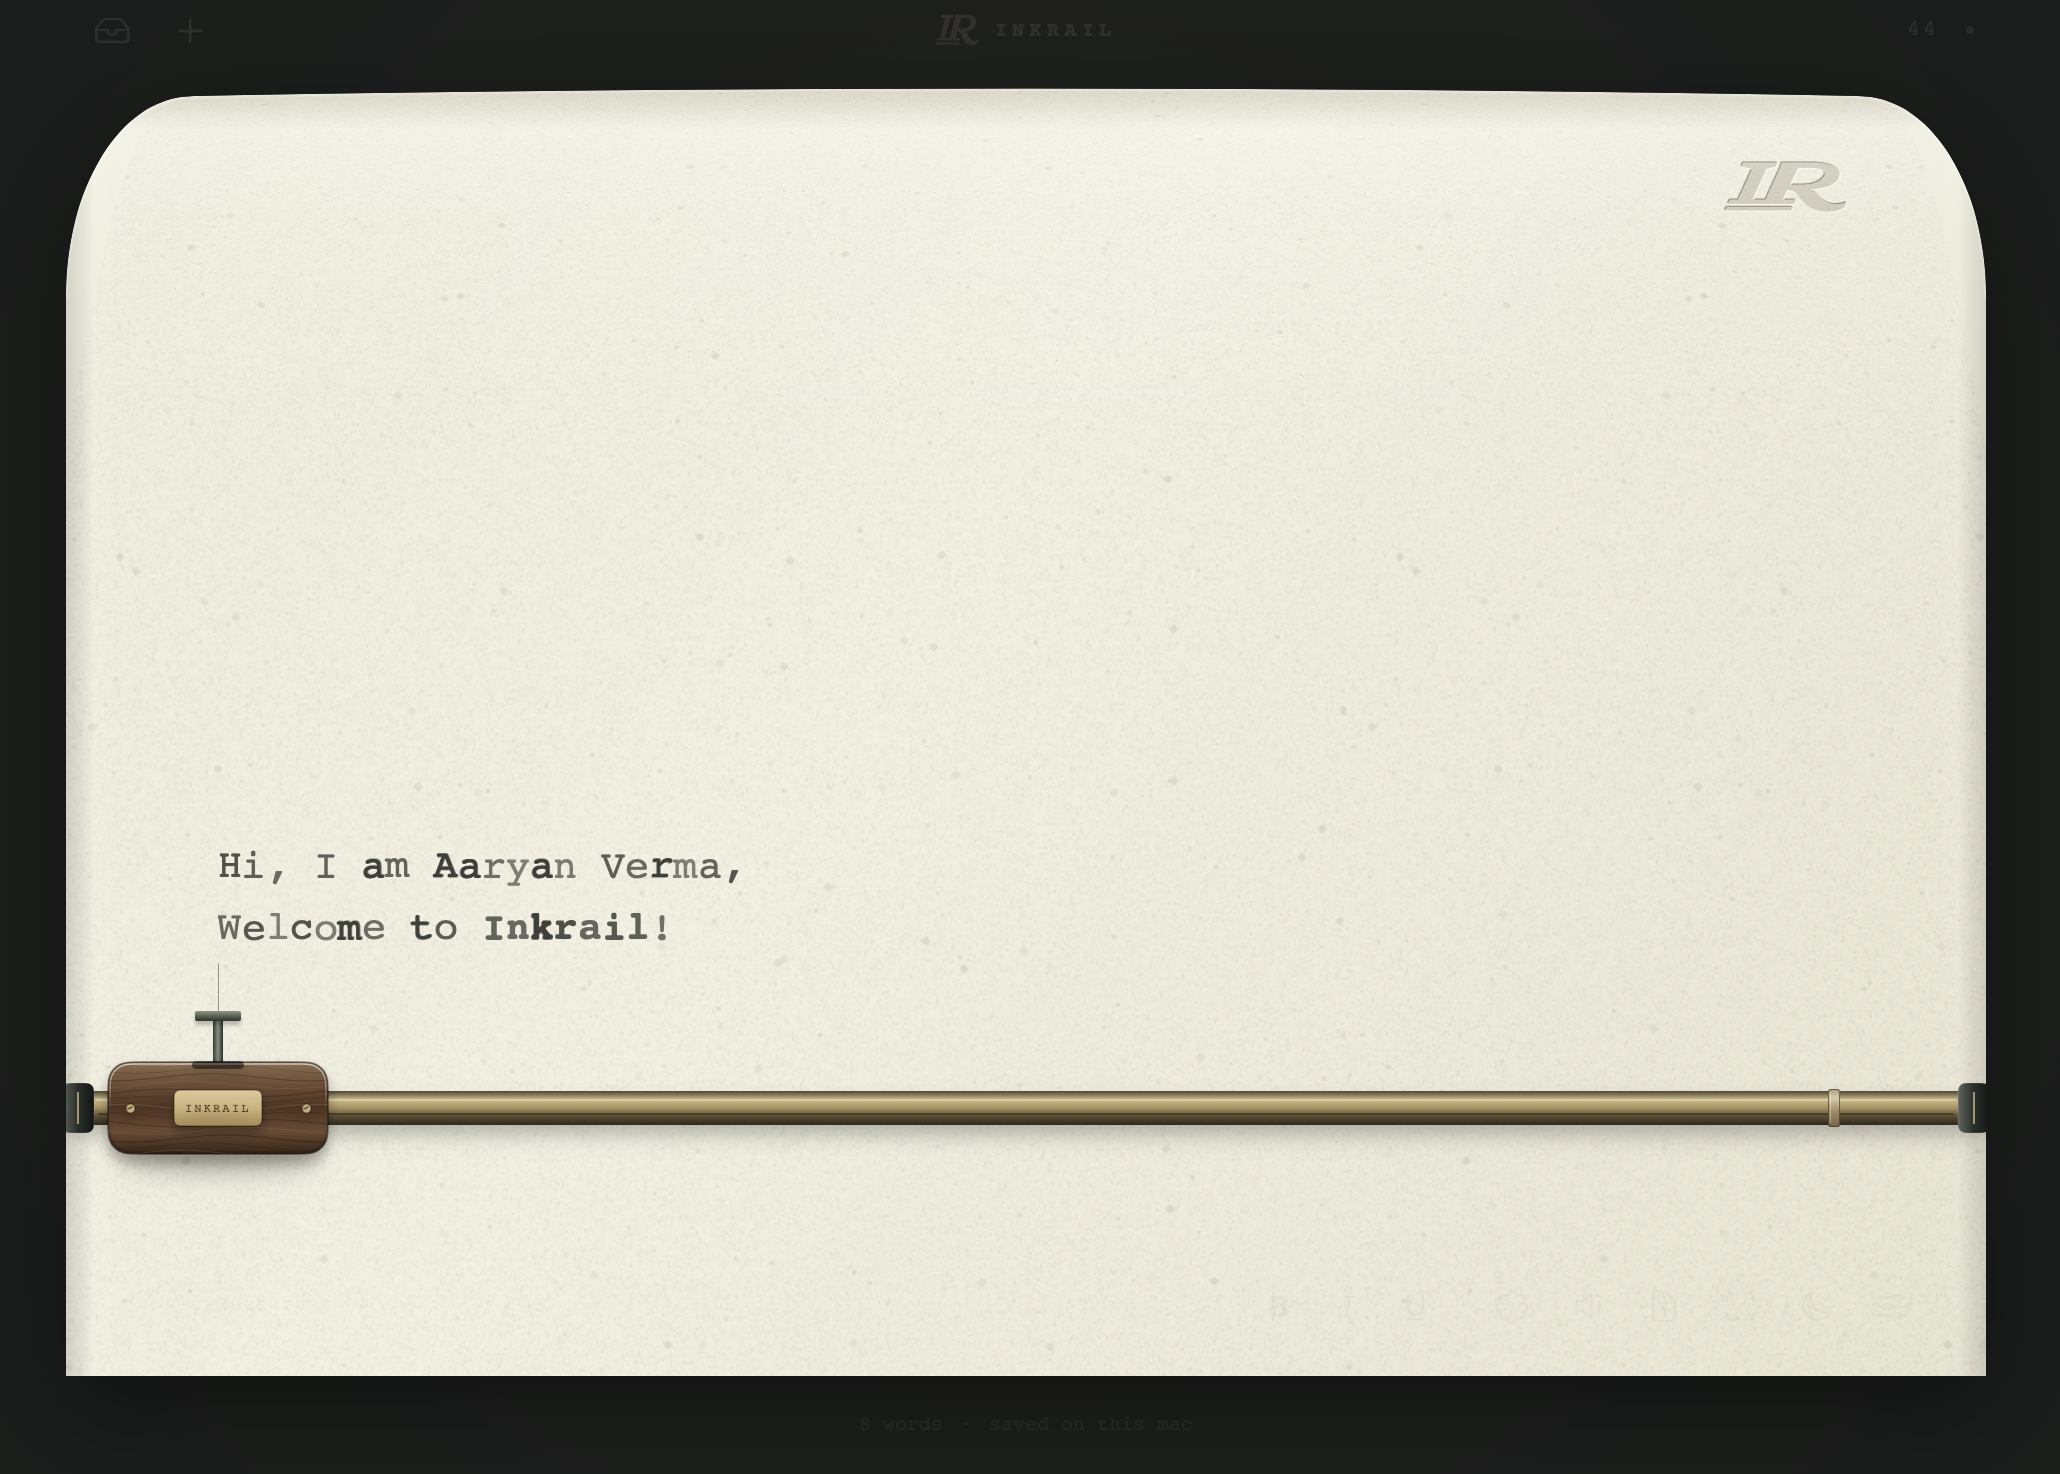 IR INKRAIL
44
IR
Hi, I am Aaryan Verma,
Welcome to Inkrail!
INKRAIL
B I U
8 words · saved on this mac